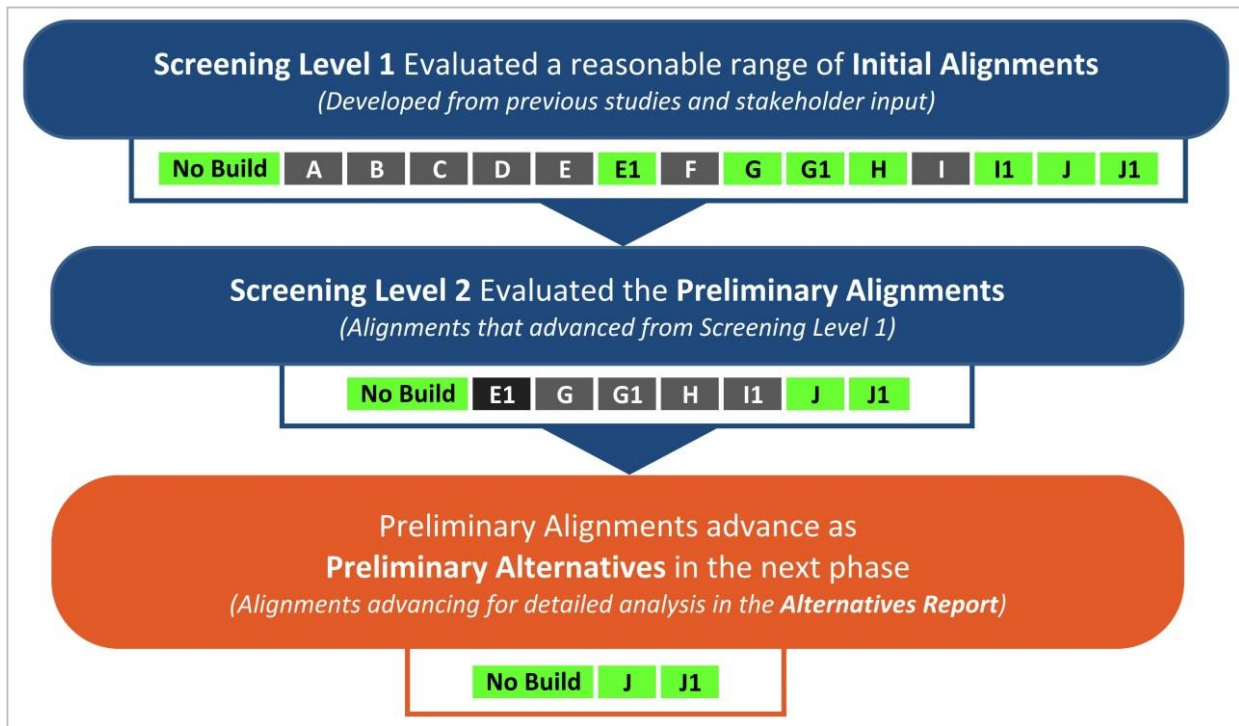 Screening Level 1 Evaluated a reasonable range of Initial Alignments
(Developed from previous studies and stakeholder input)
No Build A B C D E E1 F G G1 H I I1 J J1
Screening Level 2 Evaluated the Preliminary Alignments
(Alignments that advanced from Screening Level 1)
No Build E1 G G1 H I1 J J1
Preliminary Alignments advance as
Preliminary Alternatives in the next phase
(Alignments advancing for detailed analysis in the Alternatives Report)
No Build J J1